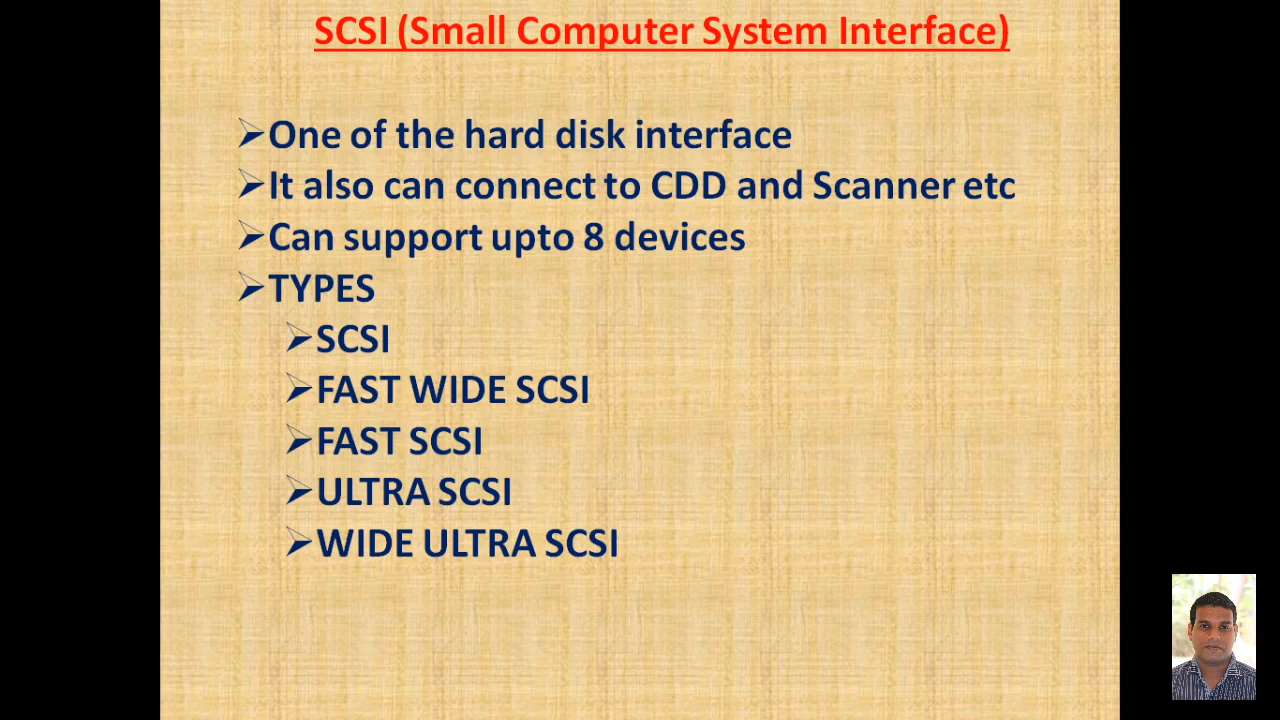 SCSI (Small Computer System Interface)
One of the hard disk interface
It also can connect to CDD and Scanner etc
Can support upto 8 devices
TYPES
SCSI
FAST WIDE SCSI
FAST SCSI
ULTRA SCSI
WIDE ULTRA SCSI